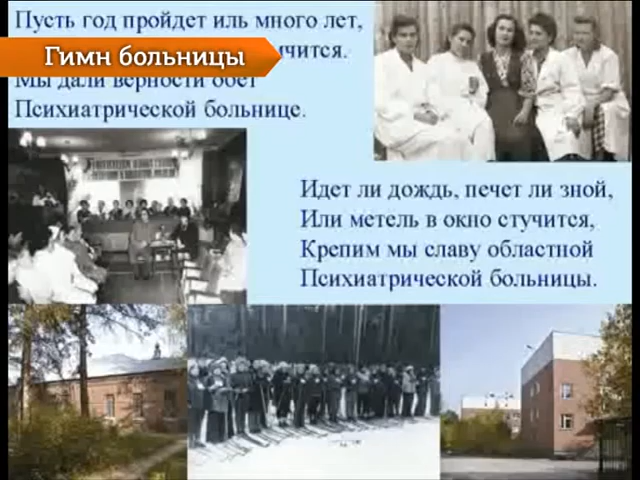 Пусть год пройдет иль много лет,
Гимн больницы
мчится.
Мы дали верности обет
Психиатрической больнице.
Идет ли дождь, печет ли зной,
Или метель в окно стучится,
Крепим мы славу областной
Психиатрической больницы.